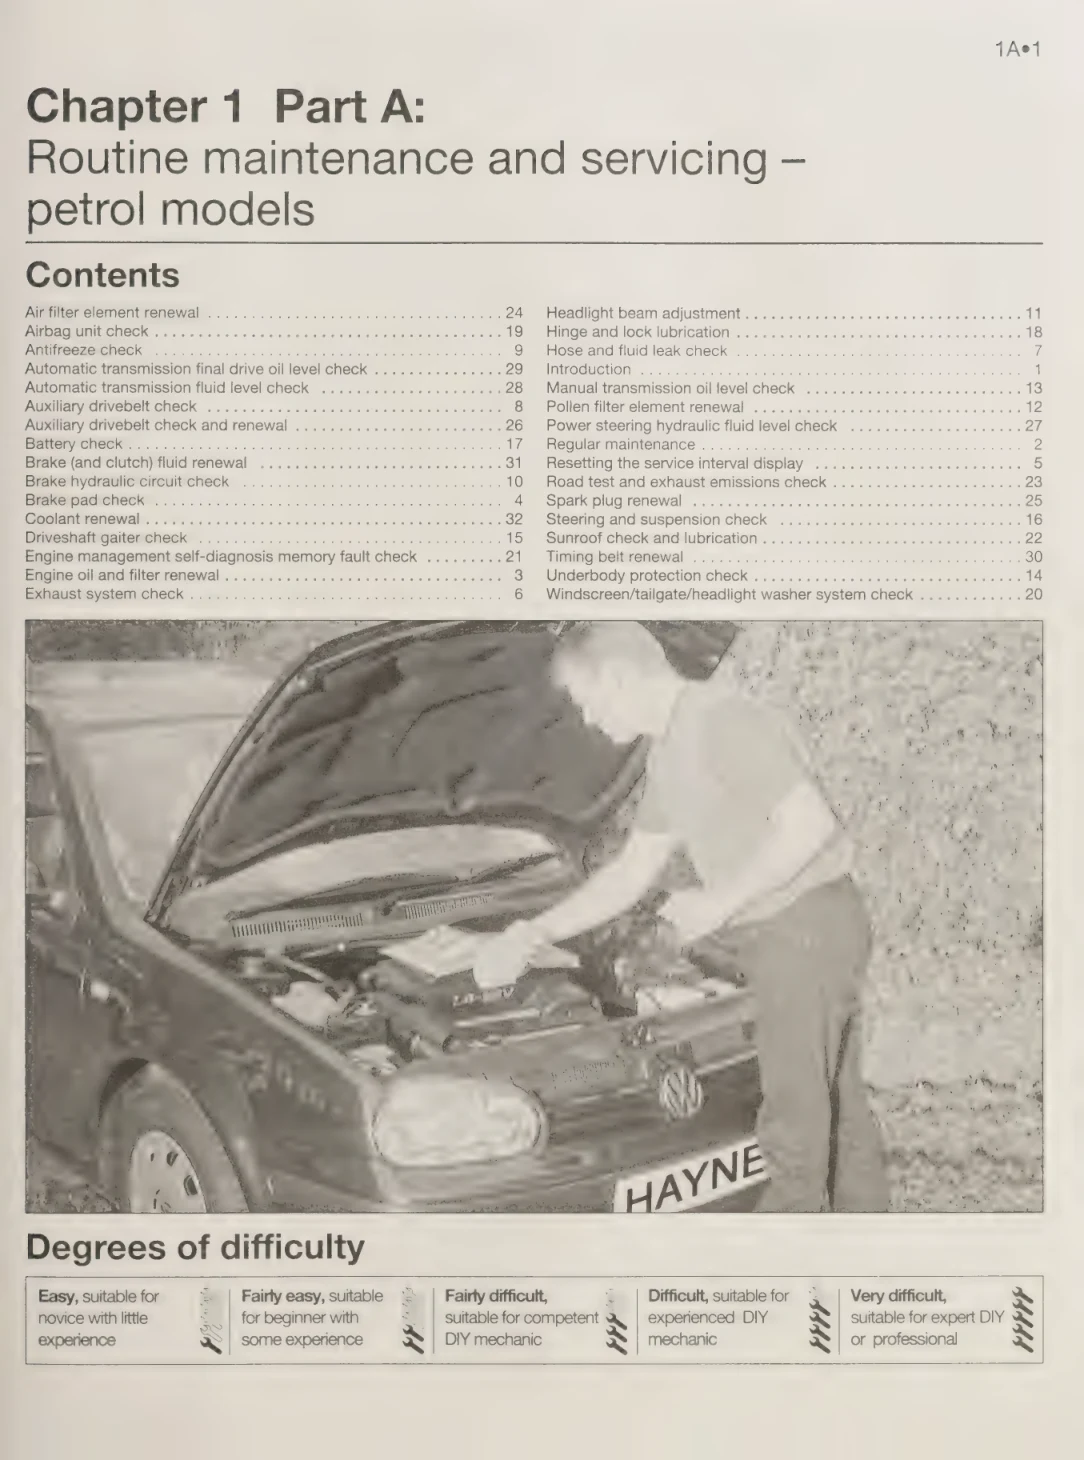 1A•1
Chapter 1 Part A:
Routine maintenance and servicing –
petrol models
Contents
Air filter element renewal . . . . . . . . . . 24
Airbag unit check . . . . . . . . . . 19
Antifreeze check . . . . . . . . . . 9
Automatic transmission final drive oil level check . . . . . . . . . . 29
Automatic transmission fluid level check . . . . . . . . . . 28
Auxiliary drivebelt check . . . . . . . . . . 8
Auxiliary drivebelt check and renewal . . . . . . . . . . 26
Battery check . . . . . . . . . . 17
Brake (and clutch) fluid renewal . . . . . . . . . . 31
Brake hydraulic circuit check . . . . . . . . . . 10
Brake pad check . . . . . . . . . . 4
Coolant renewal . . . . . . . . . . 32
Driveshaft gaiter check . . . . . . . . . . 15
Engine management self-diagnosis memory fault check . . . . . . . . . 21
Engine oil and filter renewal . . . . . . . . . . 3
Exhaust system check . . . . . . . . . . 6
Headlight beam adjustment . . . . . . . . . . 11
Hinge and lock lubrication . . . . . . . . . . 18
Hose and fluid leak check . . . . . . . . . . 7
Introduction . . . . . . . . . . 1
Manual transmission oil level check . . . . . . . . . . 13
Pollen filter element renewal . . . . . . . . . . 12
Power steering hydraulic fluid level check . . . . . . . . . . 27
Regular maintenance . . . . . . . . . . 2
Resetting the service interval display . . . . . . . . . . 5
Road test and exhaust emissions check . . . . . . . . . . 23
Spark plug renewal . . . . . . . . . . 25
Steering and suspension check . . . . . . . . . . 16
Sunroof check and lubrication . . . . . . . . . . 22
Timing belt renewal . . . . . . . . . . 30
Underbody protection check . . . . . . . . . . 14
Windscreen/tailgate/headlight washer system check . . . . . . . . . . 20
HAYNE
Degrees of difficulty
Easy, suitable for
novice with little
experience
Fairly easy, suitable
for beginner with
some experience
Fairly difficult,
suitable for competent
DIY mechanic
Difficult, suitable for
experienced DIY
mechanic
Very difficult,
suitable for expert DIY
or professional